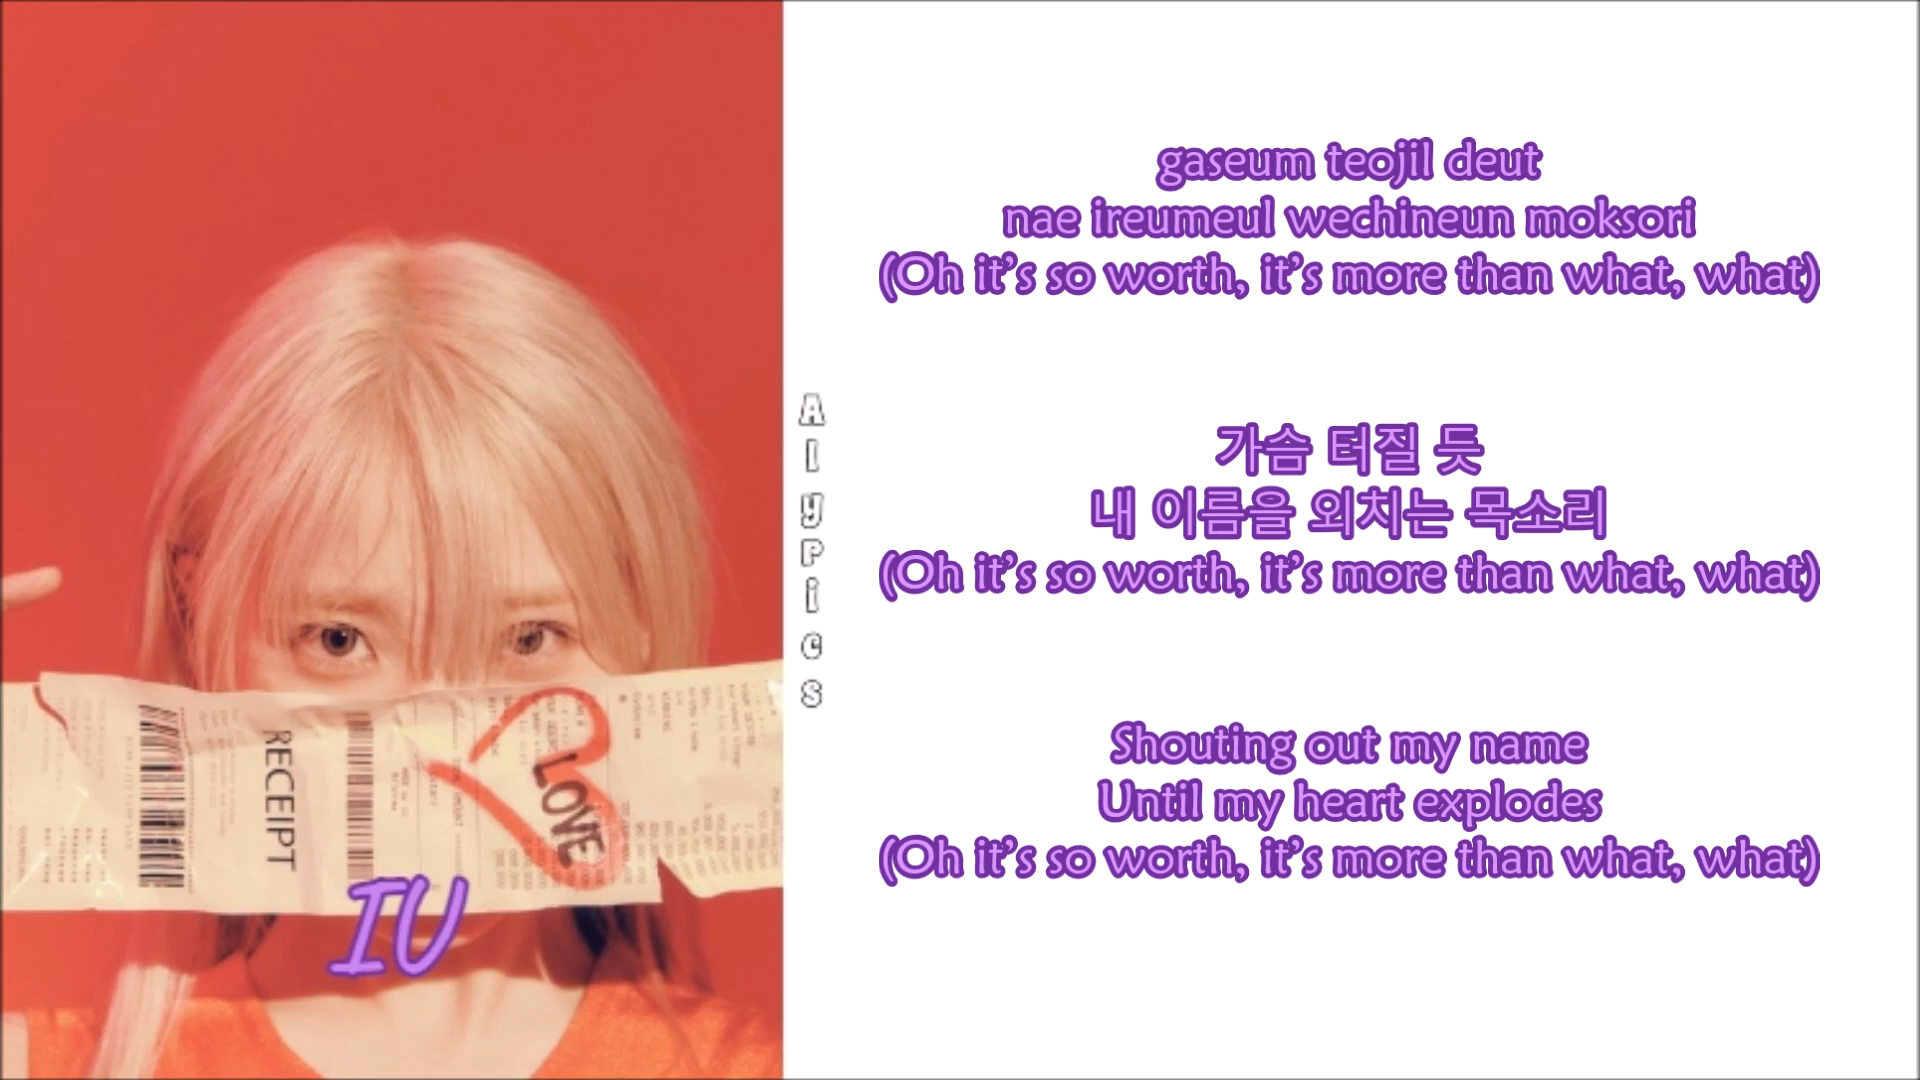 gaseum teojil deut
nae ireumeul wechineun moksori
(Oh it's so worth, it's more than what, what)
가슴 터질 듯
내 이름을 외치는 목소리
(Oh it's so worth, it's more than what, what)
Shouting out my name
Until my heart explodes
(Oh it's so worth, it's more than what, what)
AlyPics
RECEIPT
LOVE
IU